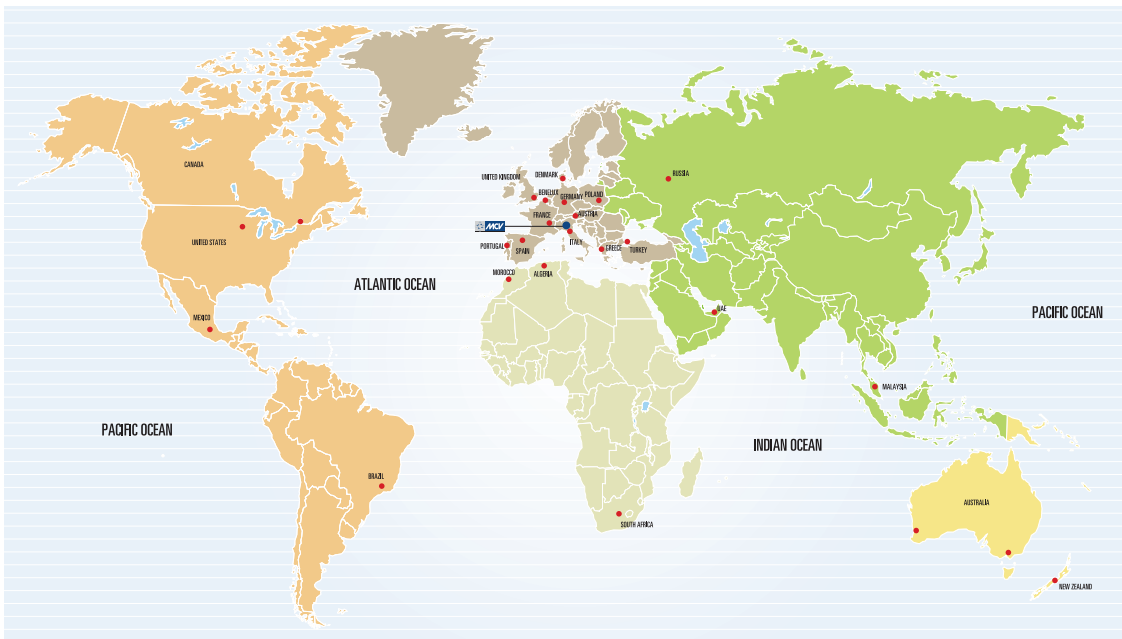 CANADA
RUSSIA
UNITED KINGDOM
DENMARK
BENELUX
GERMANY
POLAND
FRANCE
AUSTRIA
MCV
UNITED STATES
PORTUGAL
SPAIN
ITALY
GREECE
TURKEY
MOROCCO
ALGERIA
ATLANTIC OCEAN
UAE
PACIFIC OCEAN
MEXICO
MALAYSIA
PACIFIC OCEAN
INDIAN OCEAN
BRAZIL
AUSTRALIA
SOUTH AFRICA
NEW ZEALAND